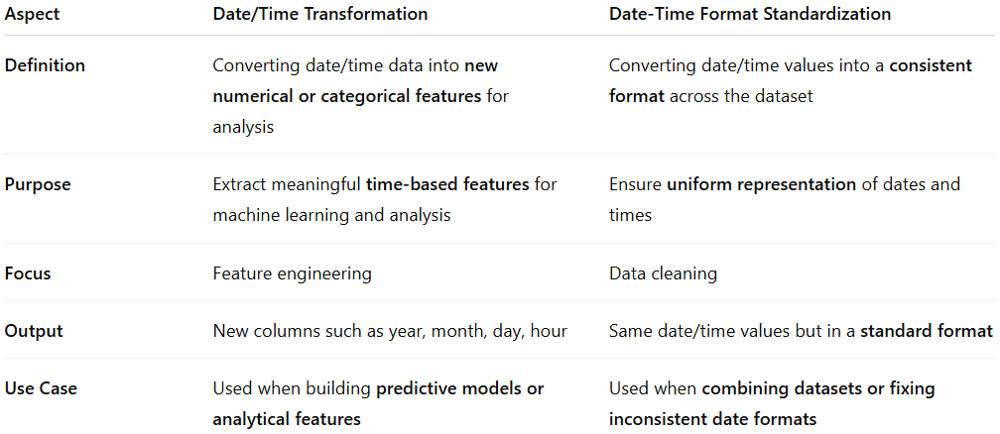 Aspect Date/Time Transformation Date-Time Format Standardization
Definition Converting date/time data into new Converting date/time values into a consistent
numerical or categorical features for format across the dataset
analysis
Purpose Extract meaningful time-based features for Ensure uniform representation of dates and
machine learning and analysis times
Focus Feature engineering Data cleaning
Output New columns such as year, month, day, hour Same date/time values but in a standard format
Use Case Used when building predictive models or Used when combining datasets or fixing
analytical features inconsistent date formats